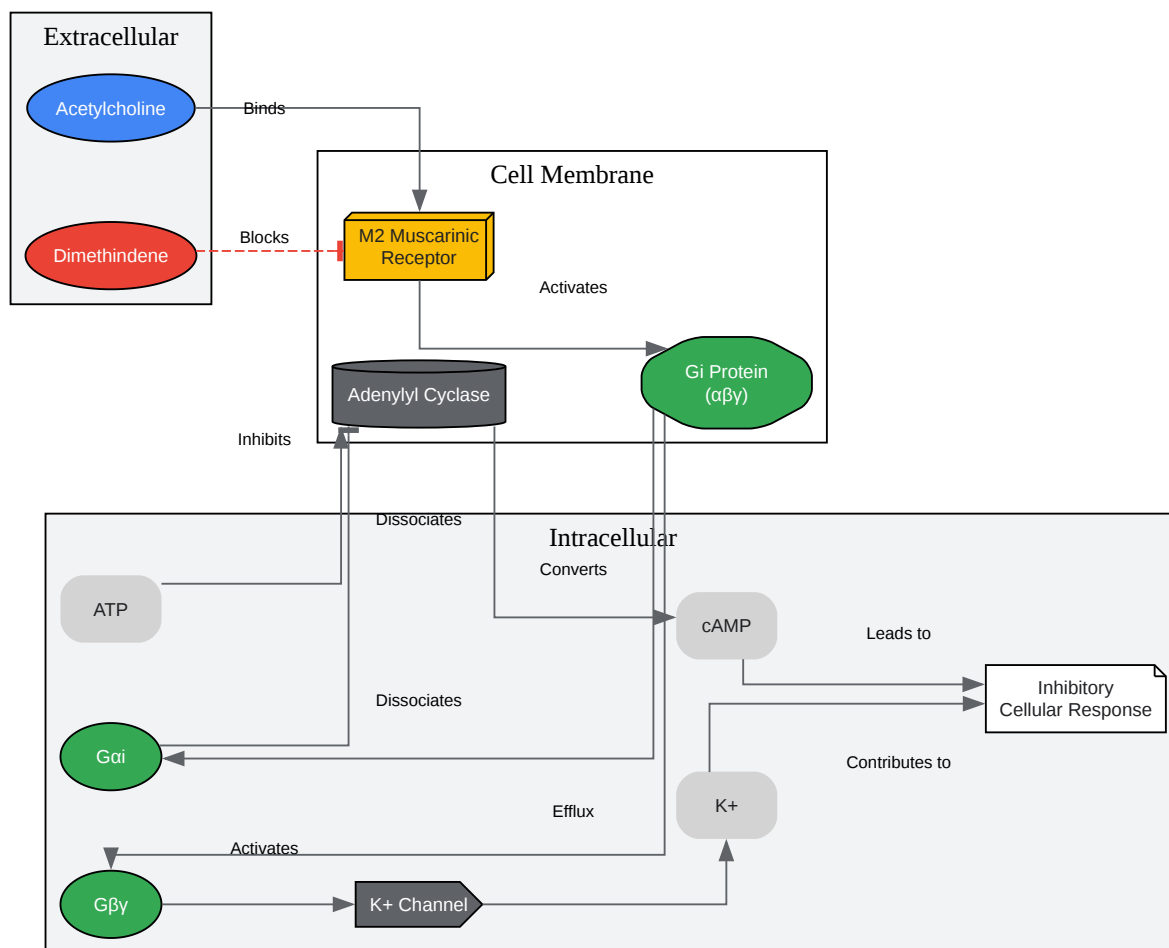 Extracellular
Acetylcholine
Binds
Cell Membrane
M2 Muscarinic
Receptor
Dimethindene
Blocks
Activates
Gi Protein
(αβγ)
Adenylyl Cyclase
Inhibits
Dissociates
Intracellular
Converts
ATP
cAMP
Leads to
Inhibitory
Cellular Response
Dissociates
Gαi
Contributes to
K+
Efflux
Activates
Gβγ
K+ Channel